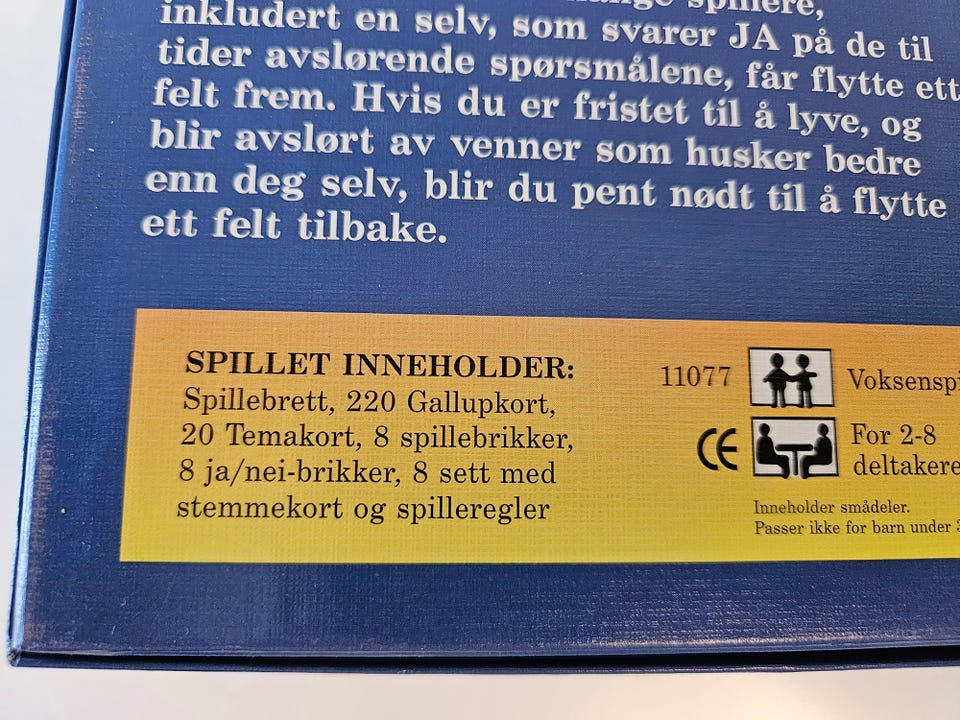 spillere,
inkludert en selv, som svarer JA på de til
tider avslørende spørsmålene, får flytte ett
felt frem. Hvis du er fristet til å lyve, og
blir avslørt av venner som husker bedre
enn deg selv, blir du pent nødt til å flytte
ett felt tilbake.
SPILLET INNEHOLDER:
Spillebrett, 220 Gallupkort,
20 Temakort, 8 spillebrikker,
8 ja/nei-brikker, 8 sett med
stemmekort og spilleregler
11077
Voksenspi
CE
For 2-8
deltakere
Inneholder smådeler.
Passer ikke for barn under 3